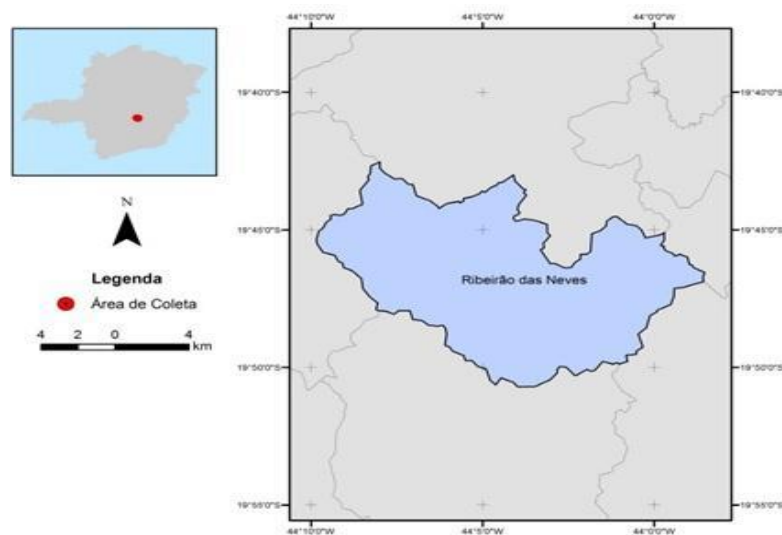 N
Legenda
Área de Coleta
4 2 0 4
km
44°10'0"W 44°5'0"W 44°0'0"W
19°40'0"S 19°40'0"S
19°45'0"S 19°45'0"S
Ribeirão das Neves
19°50'0"S 19°50'0"S
19°55'0"S 19°55'0"S
44°10'0"W 44°5'0"W 44°0'0"W